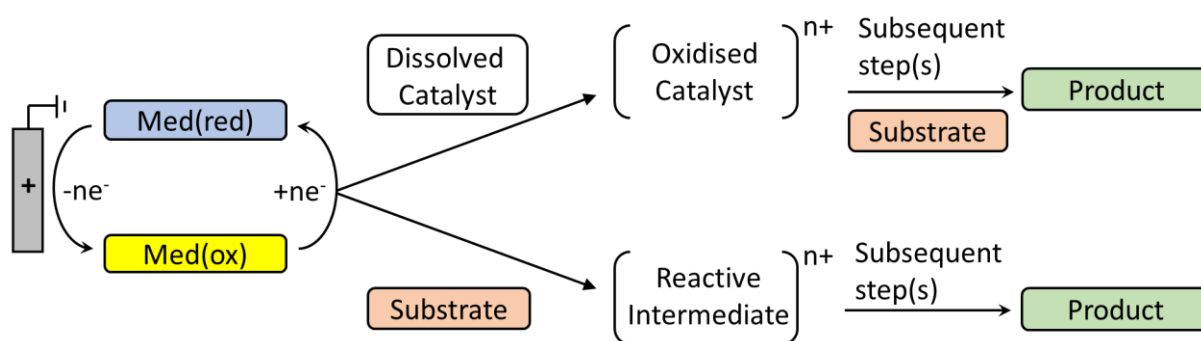 Dissolved
Catalyst
Oxidised
Catalyst
n+
Subsequent
step(s)
Substrate
Product
Med(red)
+
-ne⁻
+ne⁻
Med(ox)
Substrate
Reactive
Intermediate
n+
Subsequent
step(s)
Product